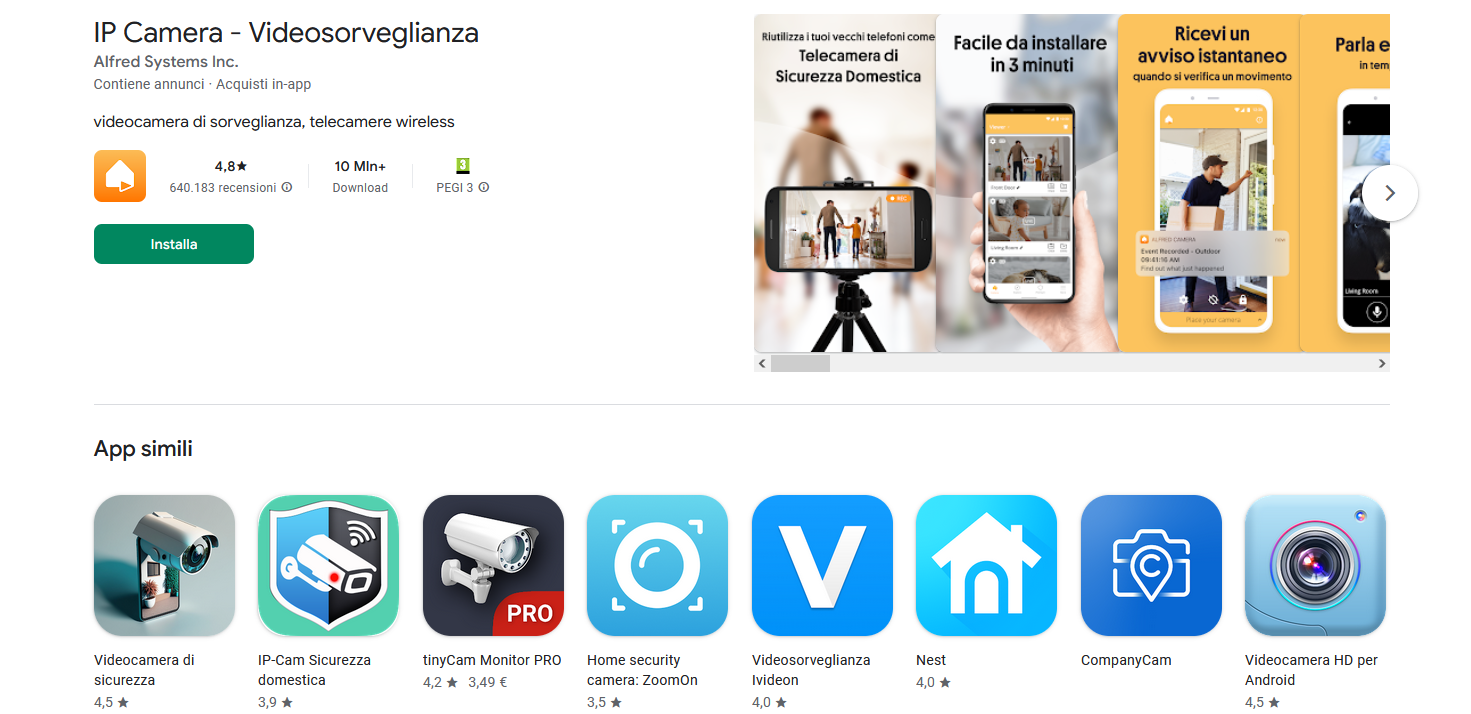 IP Camera - Videosorveglianza
Alfred Systems Inc.
Contiene annunci · Acquisti in-app
videocamera di sorveglianza, telecamere wireless
4,8★
640.183 recensioni
10 Mln+
Download
3
PEGI 3
Installa
Riutilizza i tuoi vecchi telefoni come
Telecamera di
Sicurezza Domestica
REC
Facile da installare
in 3 minuti
Viewer
Front Door
Living Room
Ricevi un
avviso istantaneo
quando si verifica un movimento
ALFRED CAMERA
now
Event Recorded - Outdoor
09:41:16 AM
Find out what just happened
Place your camera
Parla e
in tem
Living Room
App simili
PRO
V
C
Videocamera di
sicurezza
4,5 ★
IP-Cam Sicurezza
domestica
3,9 ★
tinyCam Monitor PRO
4,2 ★ 3,49 €
Home security
camera: ZoomOn
3,5 ★
Videosorveglianza
Ivideon
4,0 ★
Nest
4,0 ★
CompanyCam
Videocamera HD per
Android
4,5 ★